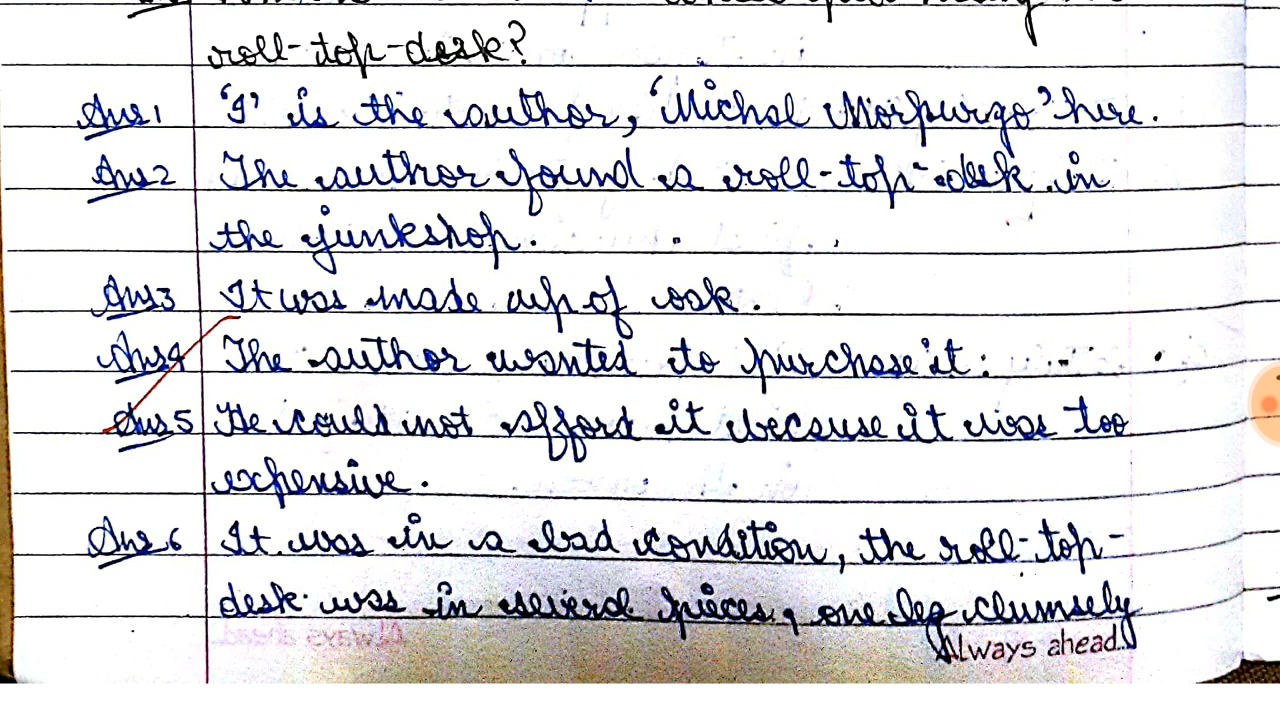 roll-top-desk?
Ans1 'I' is the author, 'Michal Morpurgo' here.
Ans2 The author found a roll-top-desk in
the junkshop.
Ans3 It was made up of oak.
Ans4 The author wanted to purchase it.
Ans5 He could not afford it because it was too
expensive.
Ans6 It was in a bad condition, the roll-top-
desk was in several pieces, one leg clumsely
Always ahead..